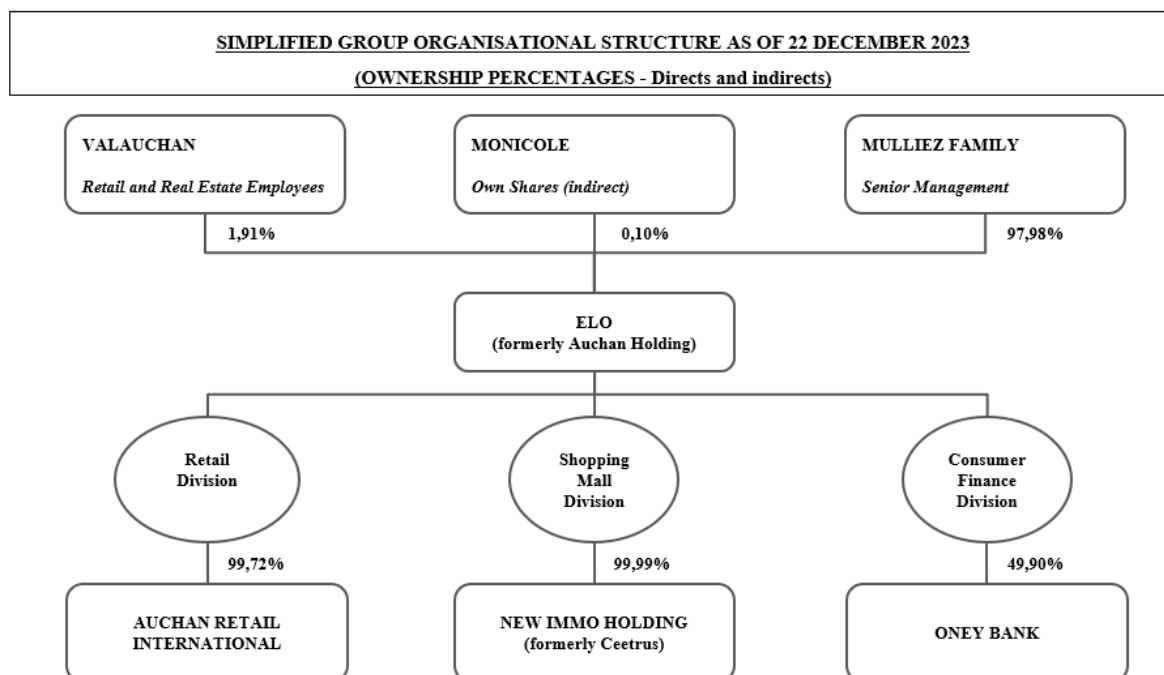 SIMPLIFIED GROUP ORGANISATIONAL STRUCTURE AS OF 22 DECEMBER 2023
(OWNERSHIP PERCENTAGES - Directs and indirects)
VALAUCHAN
Retail and Real Estate Employees
MONICOLE
Own Shares (indirect)
MULLIEZ FAMILY
Senior Management
1,91%
0,10%
97,98%
ELO
(formerly Auchan Holding)
Retail
Division
Shopping
Mall
Division
Consumer
Finance
Division
99,72%
99,99%
49,90%
AUCHAN RETAIL
INTERNATIONAL
NEW IMMO HOLDING
(formerly Ceetrus)
ONEY BANK